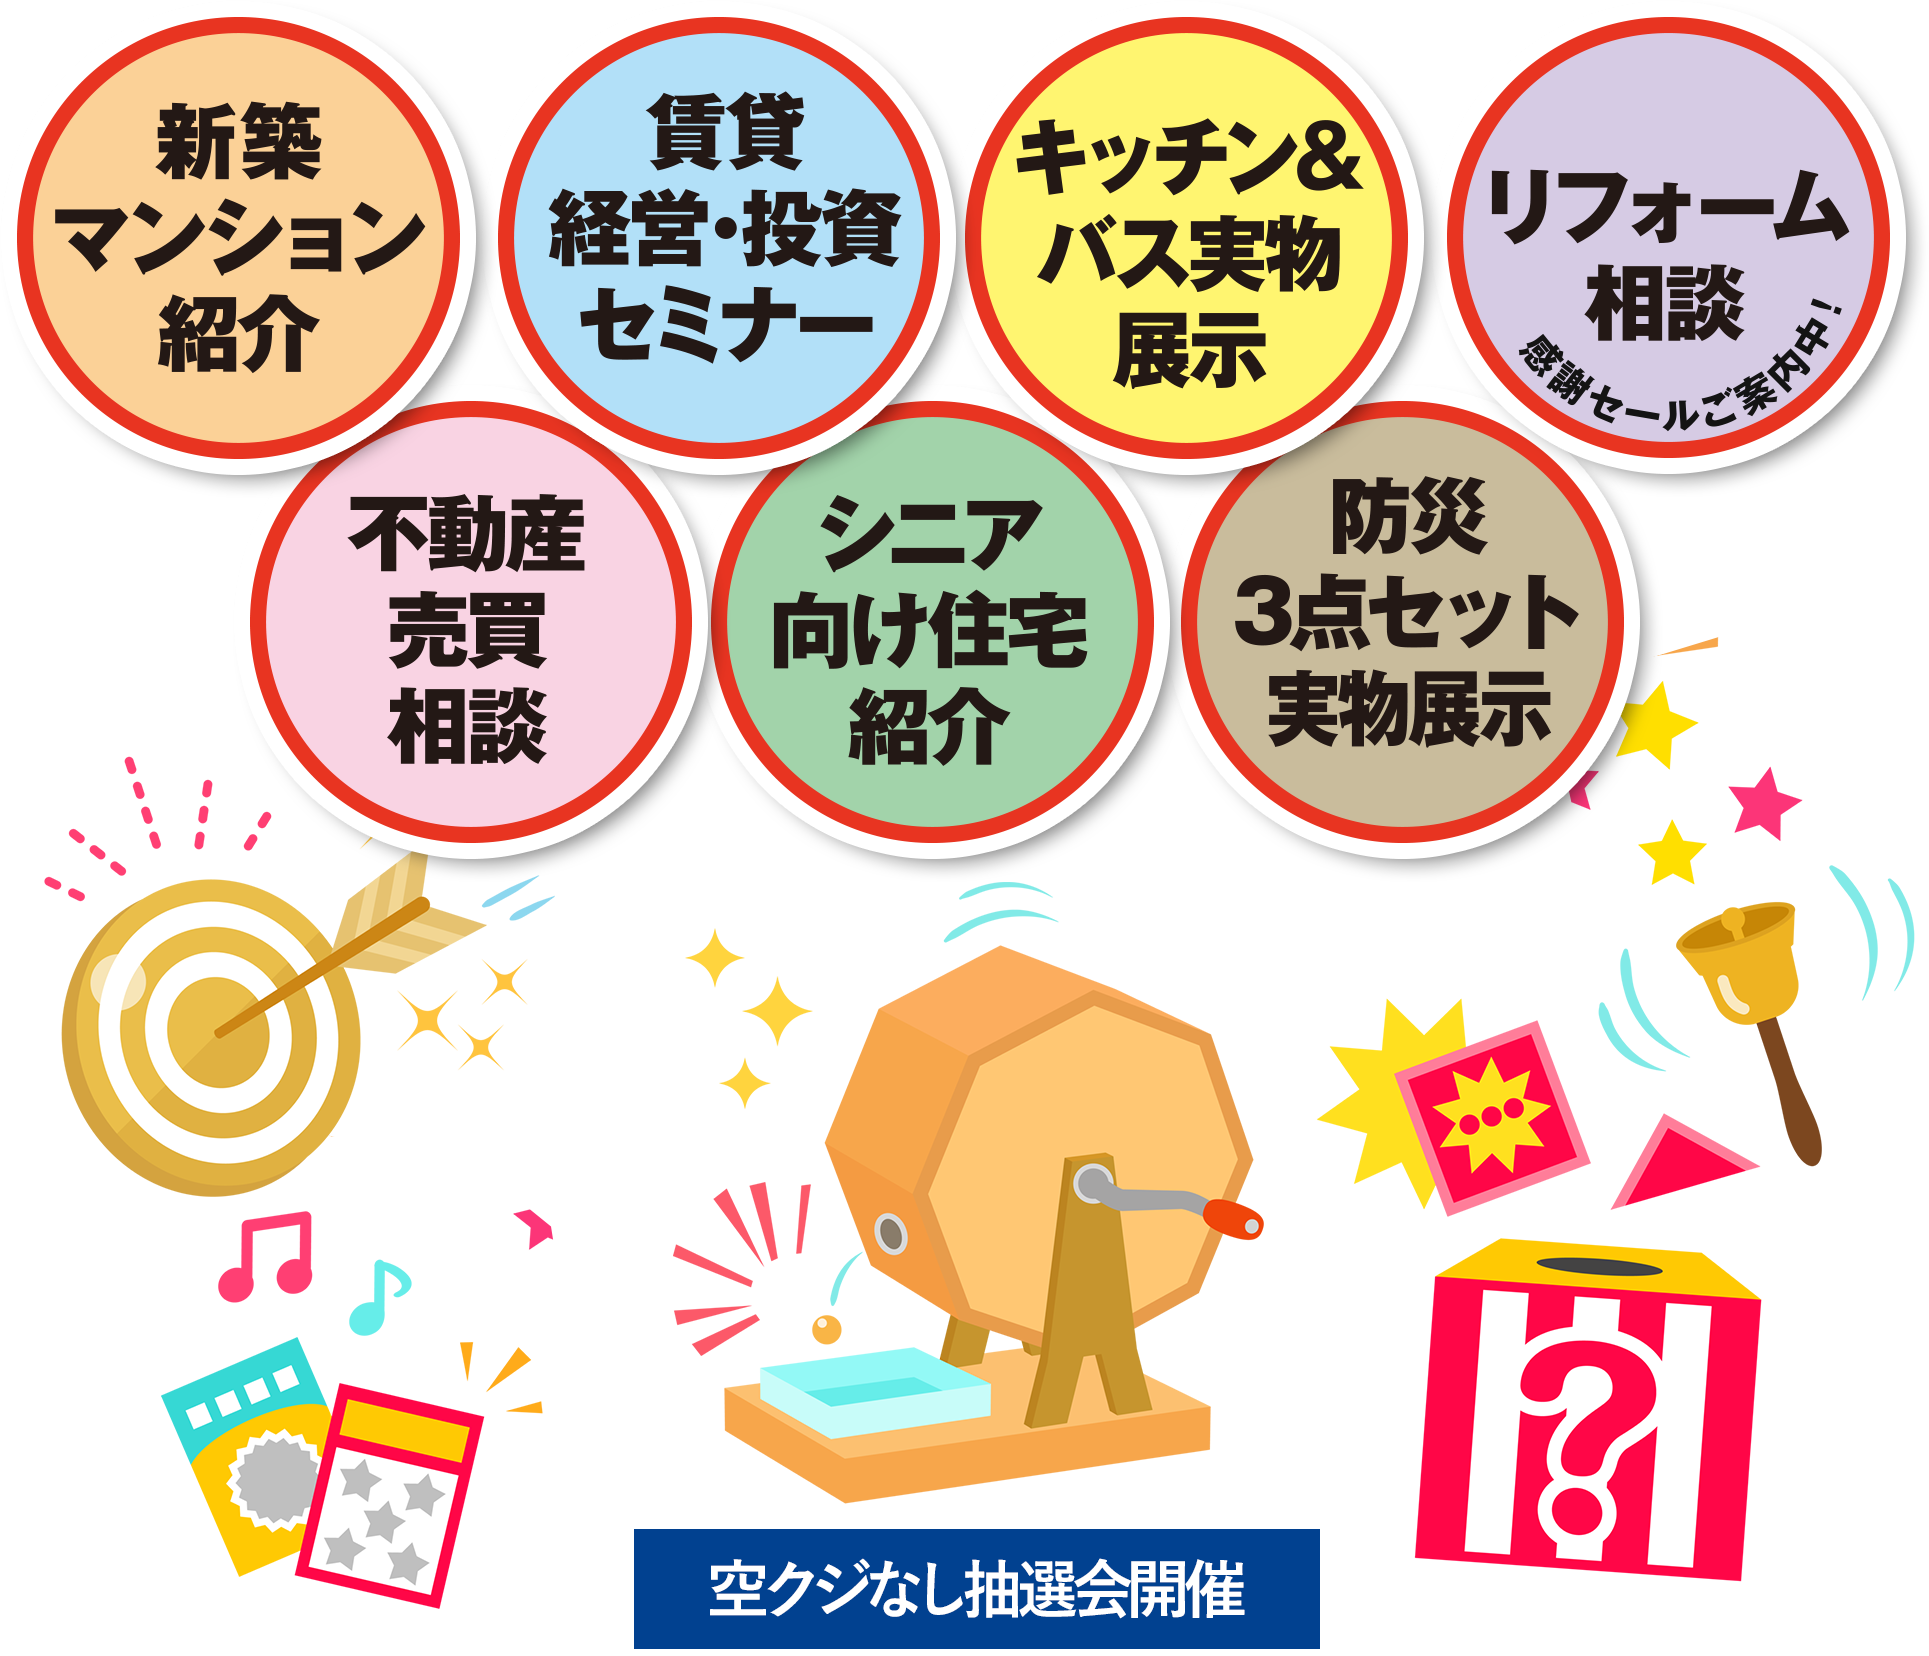 新築
マンション
紹介
賃貸
経営・投資
セミナー
キッチン&
バス実物
展示
リフォーム
相談
感謝セールご案内中!
不動産
売買
相談
シニア
向け住宅
紹介
防災
3点セット
実物展示
?
空クジなし抽選会開催